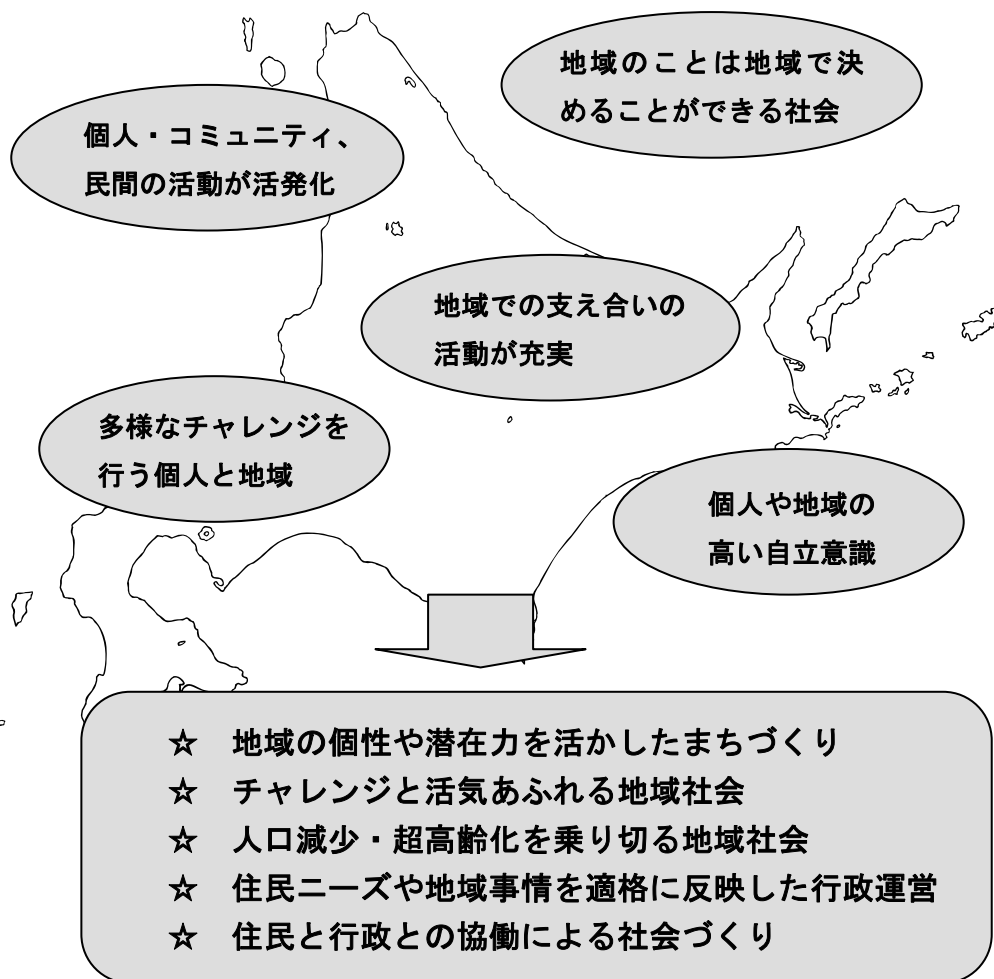 地域のことは地域で決
めることができる社会
個人・コミュニティ、
民間の活動が活発化
地域での支え合いの
活動が充実
多様なチャレンジを
行う個人と地域
個人や地域の
高い自立意識
☆ 地域の個性や潜在力を活かしたまちづくり
☆ チャレンジと活気あふれる地域社会
☆ 人口減少・超高齢化を乗り切る地域社会
☆ 住民ニーズや地域事情を適格に反映した行政運営
☆ 住民と行政との協働による社会づくり